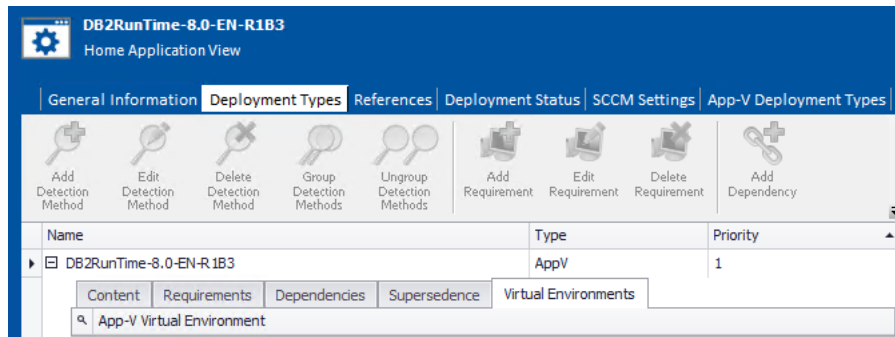 DB2RunTime-8.0-EN-R1B3
Home Application View
General Information Deployment Types References Deployment Status SCCM Settings App-V Deployment Types
Add Detection Method
Edit Detection Method
Delete Detection Method
Group Detection Methods
Ungroup Detection Methods
Add Requirement
Edit Requirement
Delete Requirement
Add Dependency
Name Type Priority
DB2RunTime-8.0-EN-R1B3 AppV 1
Content Requirements Dependencies Supersedence Virtual Environments
App-V Virtual Environment